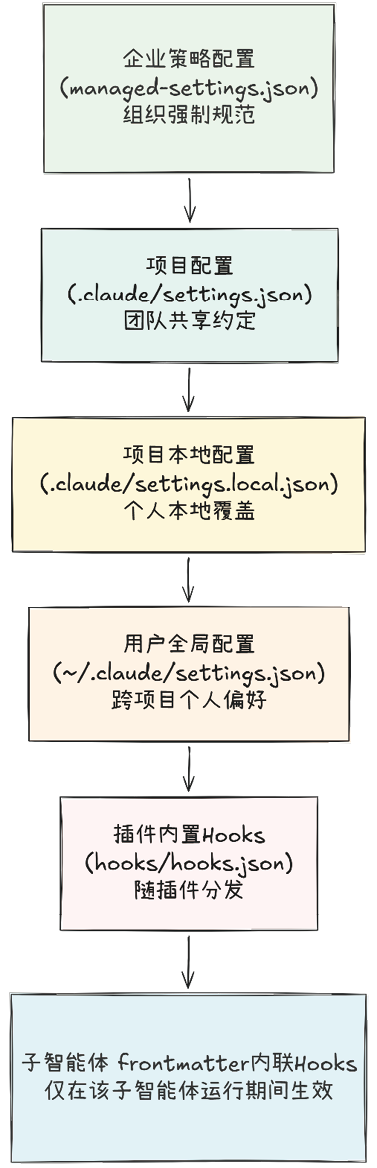 企业策略配置
(managed-settings.json)
组织强制规范
项目配置
(.claude/settings.json)
团队共享约定
项目本地配置
(.claude/settings.local.json)
个人本地覆盖
用户全局配置
(~/.claude/settings.json)
跨项目个人偏好
插件内置Hooks
(hooks/hooks.json)
随插件分发
子智能体 frontmatter内联Hooks
仅在该子智能体运行期间生效